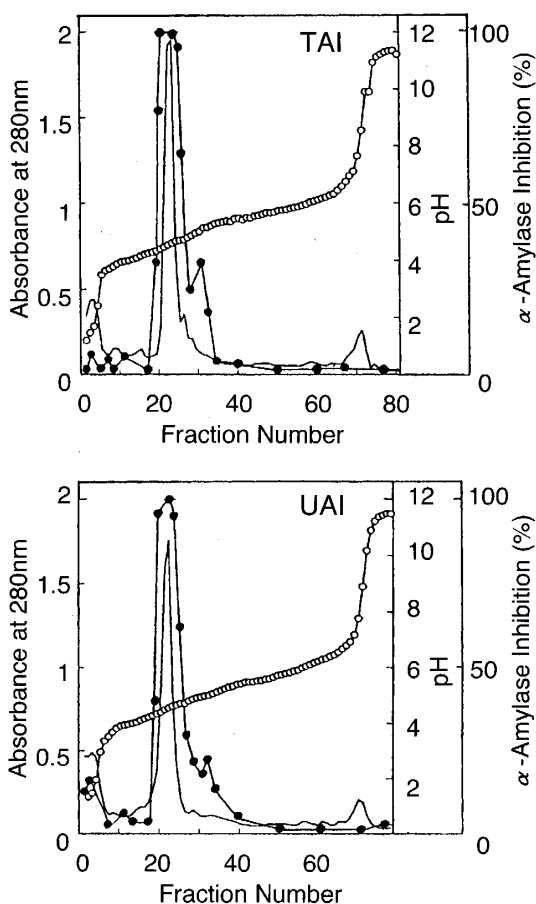 TAI
Absorbance at 280nm
2
1.5
1
0.5
0
12
10
8
6
4
2
pH
100
50
0
α-Amylase Inhibition (%)
0 20 40 60 80
Fraction Number
UAI
Absorbance at 280nm
2
1.5
1
0.5
0
12
10
8
6
4
2
pH
100
50
0
α-Amylase Inhibition (%)
0 20 40 60
Fraction Number